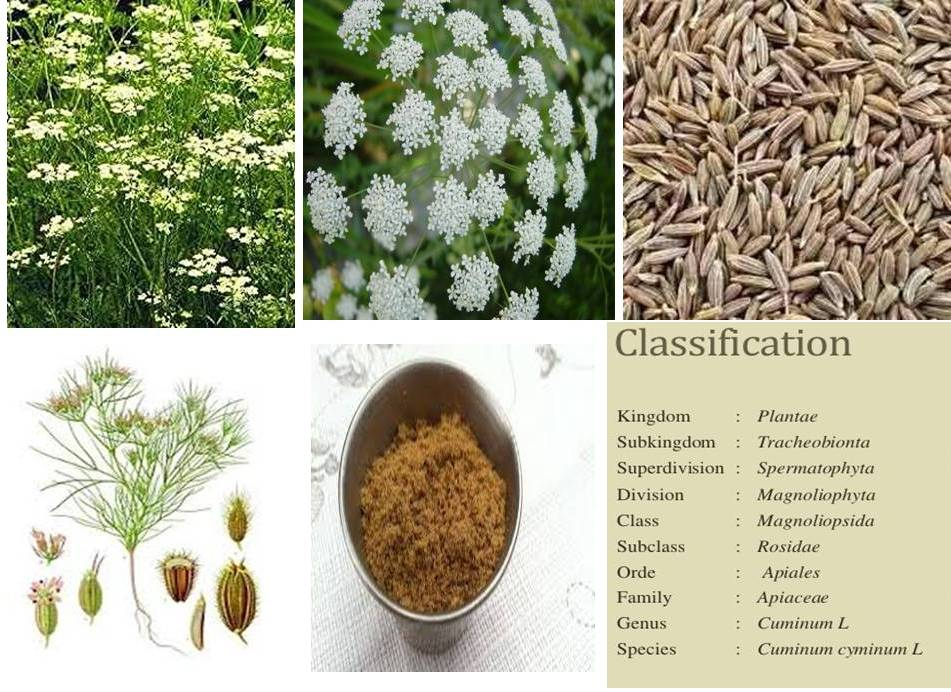 Classification
Kingdom : Plantae
Subkingdom : Tracheobionta
Superdivision : Spermatophyta
Division : Magnoliophyta
Class : Magnoliopsida
Subclass : Rosidae
Orde : Apiales
Family : Apiaceae
Genus : Cuminum L
Species : Cuminum cyminum L